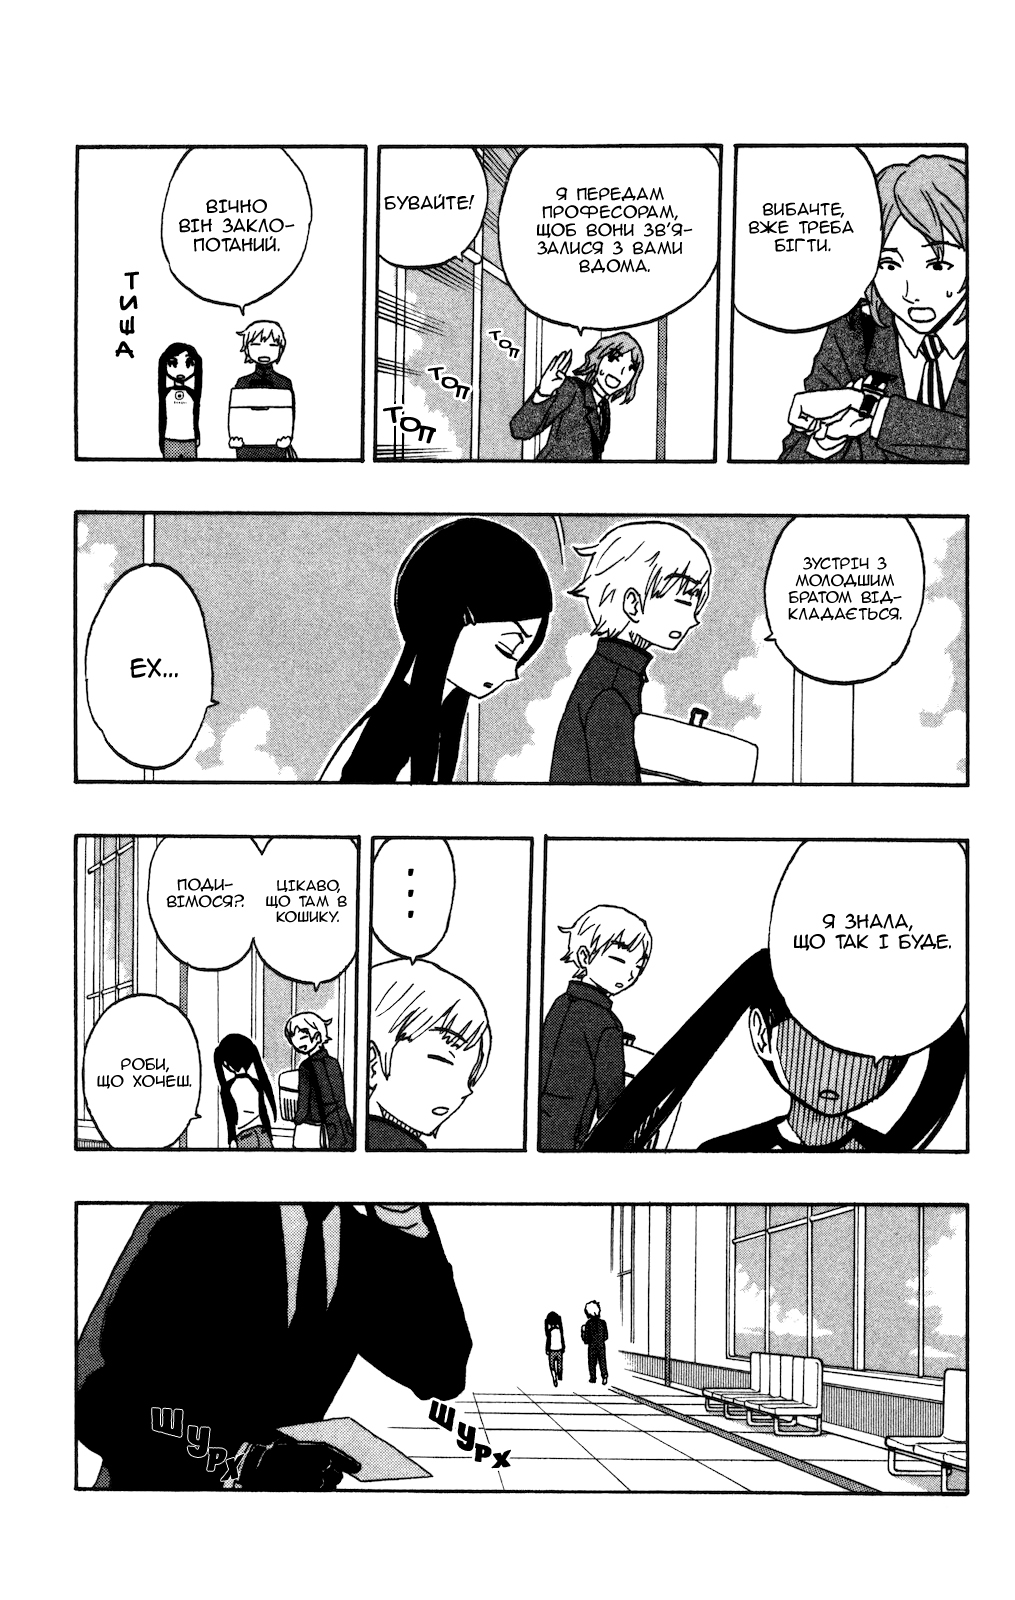 ВИБАЧТЕ,
ВЖЕ ТРЕБА
БІГТИ.
Я ПЕРЕДАМ
ПРОФЕСОРАМ,
ЩОБ ВОНИ ЗВ'Я-
ЗАЛИСЯ З ВАМИ
ВДОМА.
БУВАЙТЕ!
ТОП
ТОП
ТОП
ВІЧНО
ВІН ЗАКЛО-
ПОТАНИЙ.
ТИША
ЗУСТРІЧ З
МОЛОДШИМ
БРАТОМ ВІД-
КЛАДАЄТЬСЯ.
ЕХ...
Я ЗНАЛА,
ЩО ТАК І БУДЕ.
...
ЦІКАВО,
ЩО ТАМ В
КОШИКУ.
ПОДИ-
ВІМОСЯ?.
РОБИ,
ЩО ХОЧЕШ.
ШУРХ
ШУРХ